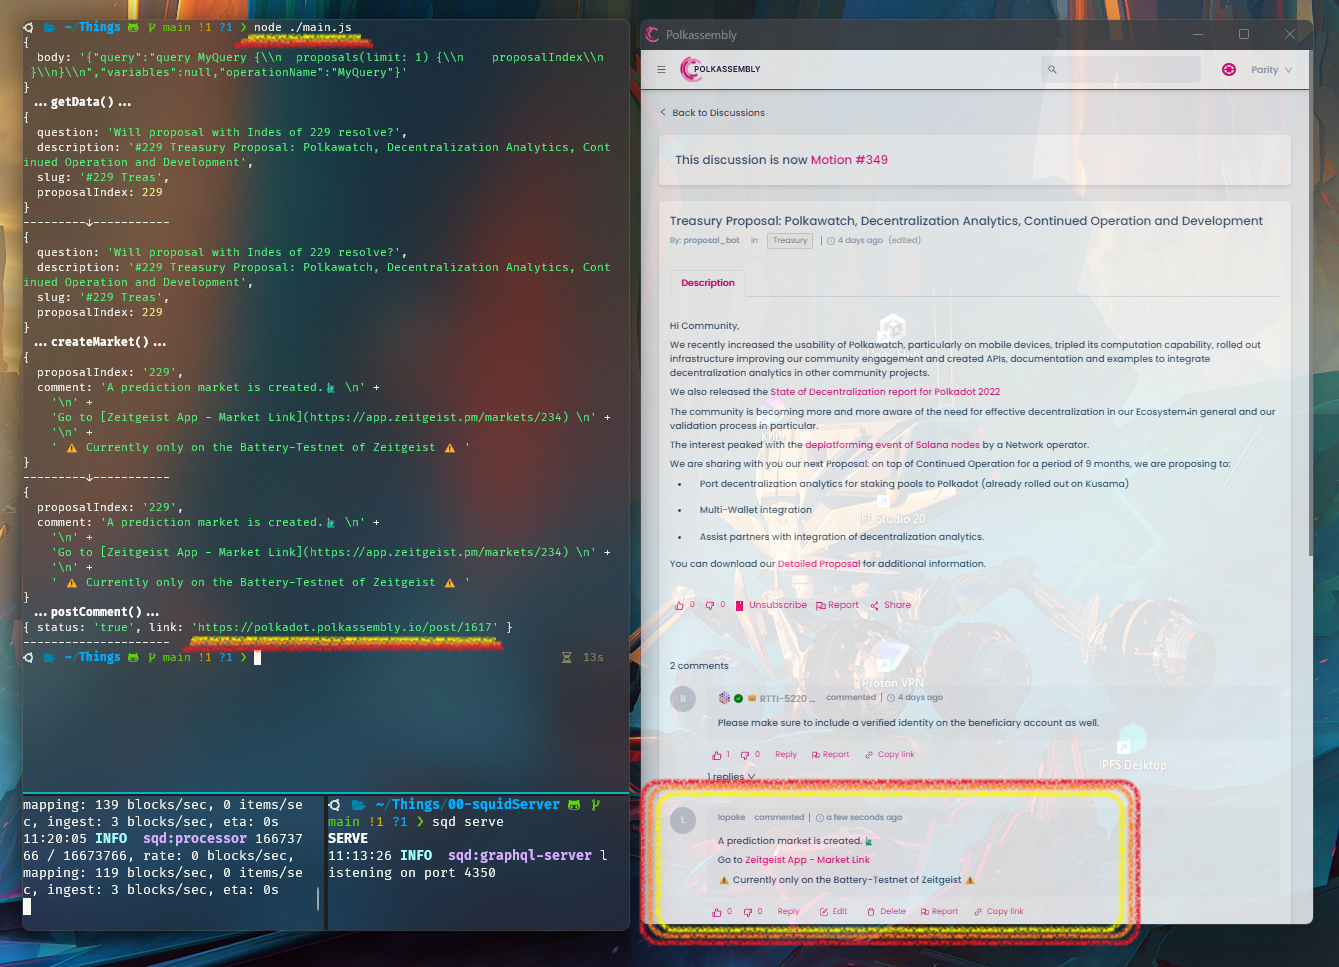 ~/Things main !1 ?1 ❯ node ./main.js
{
body: '{"query":"query MyQuery {\\n  proposals(limit: 1) {\\n    proposalIndex\\n
}\\n}\\n","variables":null,"operationName":"MyQuery"}'
}
…getData()…
{
question: 'Will proposal with Indes of 229 resolve?',
description: '#229 Treasury Proposal: Polkawatch, Decentralization Analytics, Cont
inued Operation and Development',
slug: '#229 Treas',
proposalIndex: 229
}
---------↓-----------
{
question: 'Will proposal with Indes of 229 resolve?',
description: '#229 Treasury Proposal: Polkawatch, Decentralization Analytics, Cont
inued Operation and Development',
slug: '#229 Treas',
proposalIndex: 229
}
…createMarket()…
{
proposalIndex: '229',
comment: 'A prediction market is created.🗽 \n' +
'\n' +
'Go to [Zeitgeist App - Market Link](https://app.zeitgeist.pm/markets/234) \n' +
'\n' +
' ⚠️ Currently only on the Battery-Testnet of Zeitgeist ⚠️ '
}
---------↓-----------
{
proposalIndex: '229',
comment: 'A prediction market is created.🗽 \n' +
'\n' +
'Go to [Zeitgeist App - Market Link](https://app.zeitgeist.pm/markets/234) \n' +
'\n' +
' ⚠️ Currently only on the Battery-Testnet of Zeitgeist ⚠️ '
}
…postComment()…
{ status: 'true', link: 'https://polkadot.polkassembly.io/post/1617' }
---------------------
~/Things main !1 ?1 ❯ 13s
mapping: 139 blocks/sec, 0 items/se
c, ingest: 3 blocks/sec, eta: 0s
11:20:05 INFO sqd:processor 166737
66 / 16673766, rate: 0 blocks/sec,
mapping: 119 blocks/sec, 0 items/se
c, ingest: 3 blocks/sec, eta: 0s
~/Things/00-squidServer
main !1 ?1 ❯ sqd serve
SERVE
11:13:26 INFO sqd:graphql-server l
istening on port 4350
Polkassembly
POLKASSEMBLY
Parity
Back to Discussions
This discussion is now Motion #349
Treasury Proposal: Polkawatch, Decentralization Analytics, Continued Operation and Development
By: proposal_bot in Treasury | 4 days ago (edited)
Description
Hi Community,
We recently increased the usability of Polkawatch, particularly on mobile devices, tripled its computation capability, rolled out
infrastructure improving our community engagement and created APIs, documentation and examples to integrate
decentralization analytics in other community projects.
We also released the State of Decentralization report for Polkadot 2022
The community is becoming more and more aware of the need for effective decentralization in our Ecosystem in general and our
validation process in particular.
The interest peaked with the deplatforming event of Solana nodes by a Network operator.
We are sharing with you our next Proposal: on top of Continued Operation for a period of 9 months, we are proposing to:
• Port decentralization analytics for staking pools to Polkadot (already rolled out on Kusama)
• Multi-Wallet integration
FL Studio 20
• Assist partners with integration of decentralization analytics.
You can download our Detailed Proposal for additional information.
0 0 Unsubscribe Report Share
2 comments
Proton VPN
R RTTI-5220 ... commented | 4 days ago
Please make sure to include a verified identity on the beneficiary account as well.
1 0 Reply Report Copy link
IPFS Desktop
1 replies
L lopake commented | a few seconds ago
A prediction market is created.🗽
Go to Zeitgeist App - Market Link
⚠️ Currently only on the Battery-Testnet of Zeitgeist ⚠️
0 0 Reply Edit Delete Report Copy link